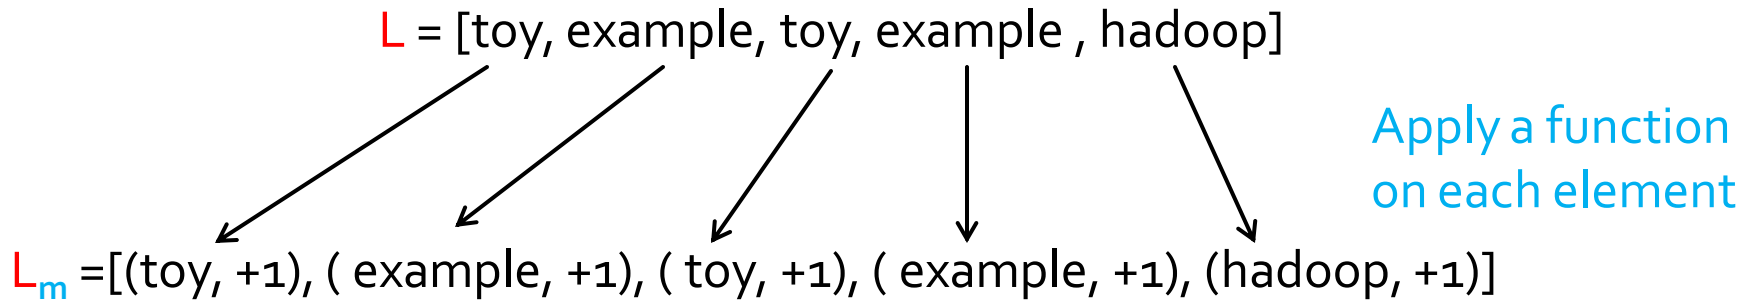 L = [toy, example, toy, example , hadoop]
Apply a function
on each element
Lm =[(toy, +1), ( example, +1), ( toy, +1), ( example, +1), (hadoop, +1)]